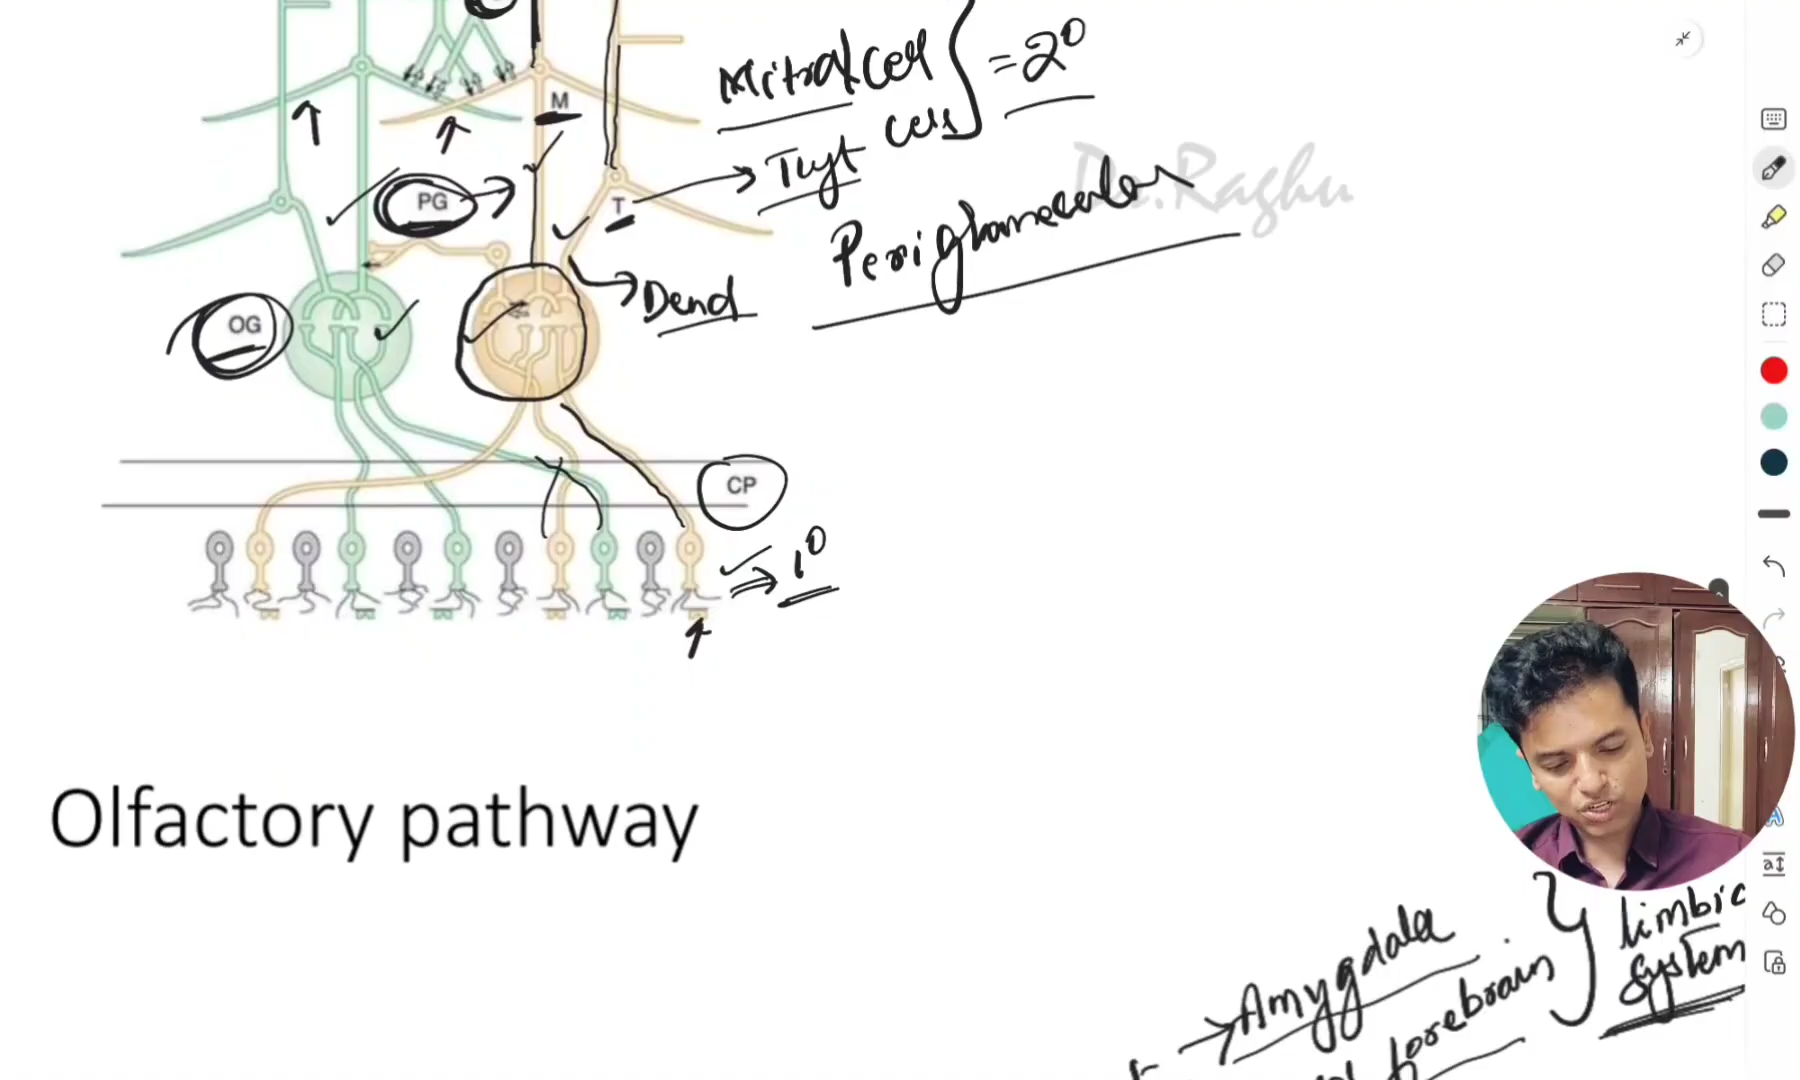 Mitral cell
= 2°
M
Tuft cells
Dr.Raghu
PG
T
Periglomerular
Dend
OG
CP
1°
Olfactory pathway
limbic
system
Amygdala
forebrain